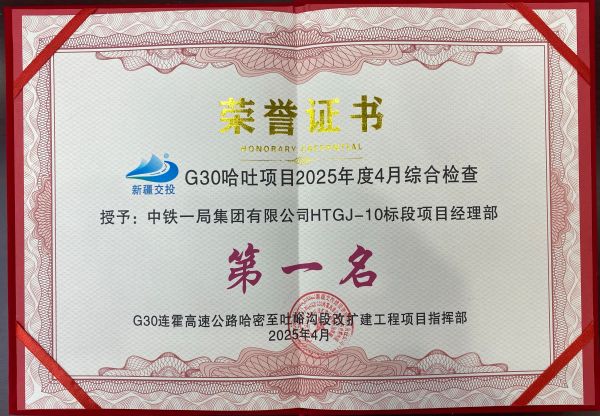 荣誉证书
HONORARY CREDENTIAL
新疆交投
G30哈吐项目2025年度4月综合检查
授予：中铁一局集团有限公司HTGJ-10标段项目经理部
第一名
G30连霍高速公路哈密至吐峪沟段改扩建工程项目指挥部
2025年4月